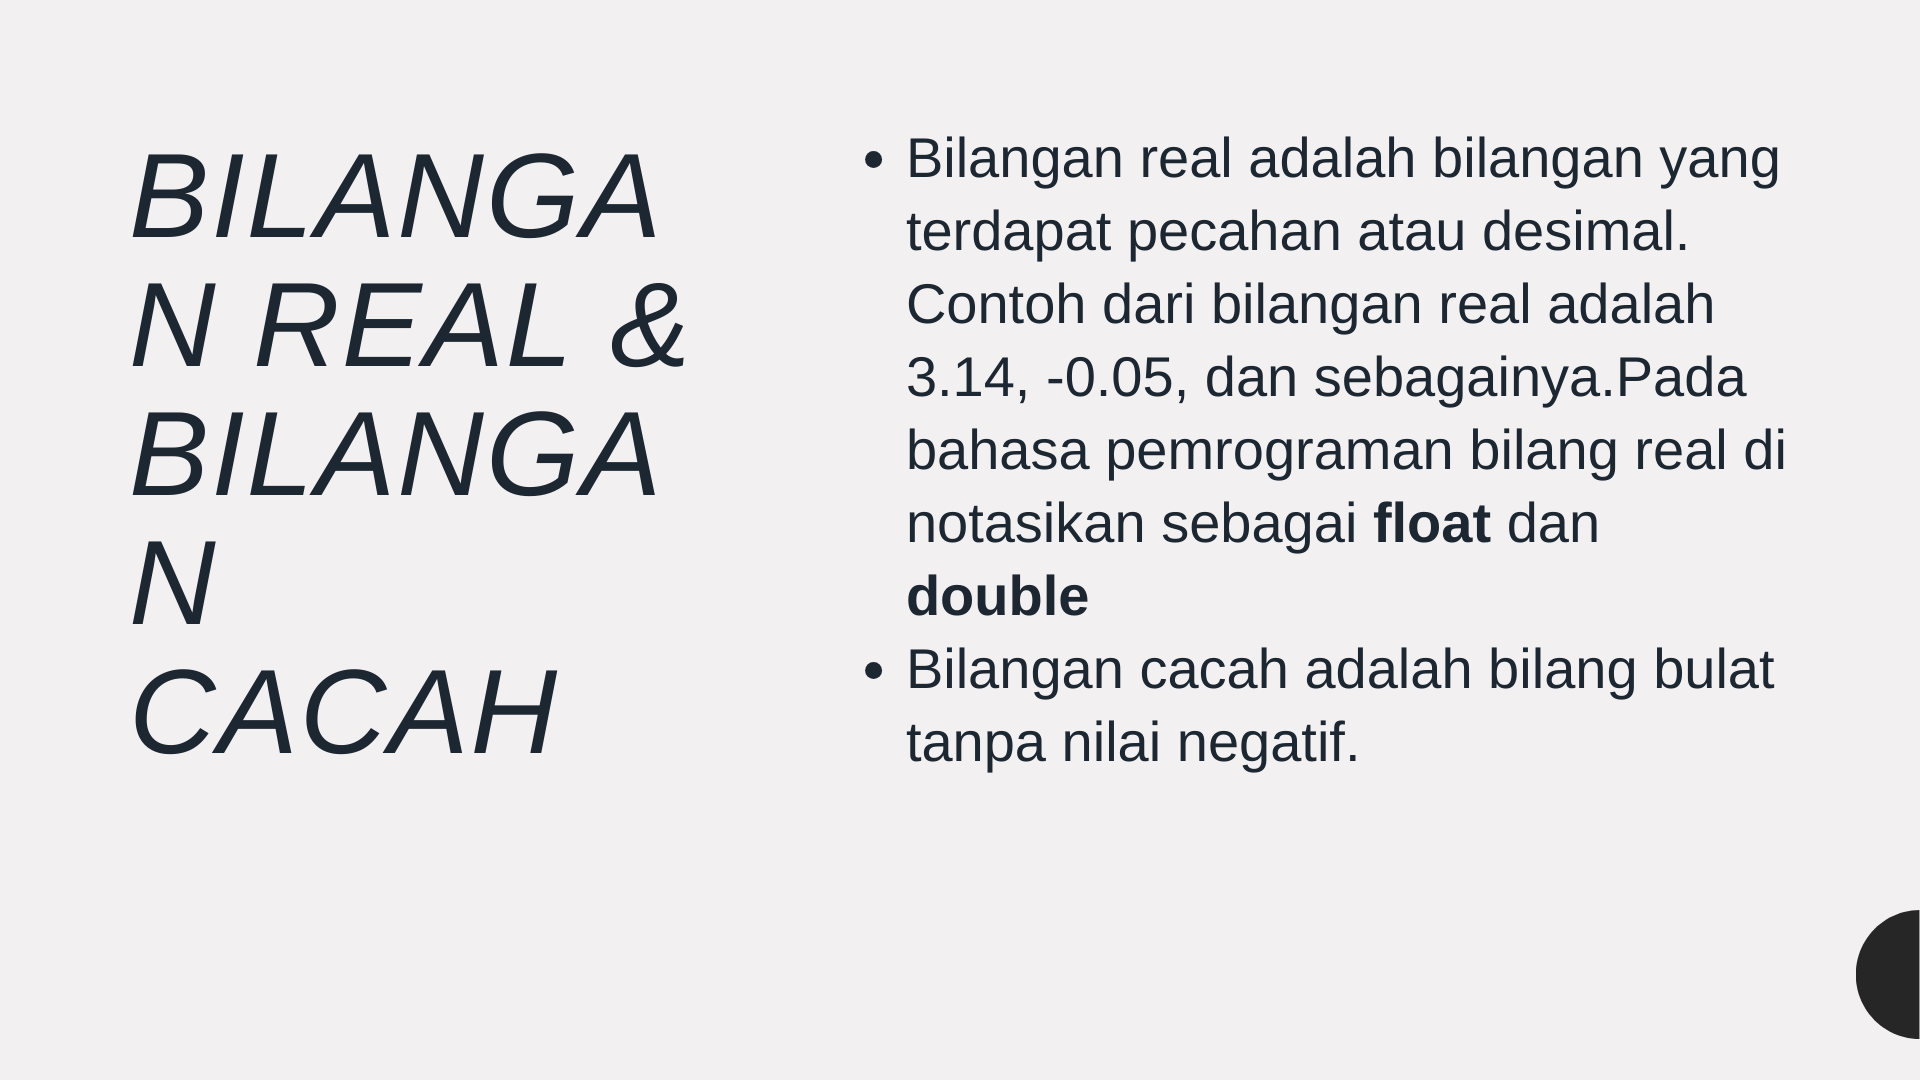 BILANGA
N REAL &
BILANGA
N
CACAH
• Bilangan real adalah bilangan yang
terdapat pecahan atau desimal.
Contoh dari bilangan real adalah
3.14, -0.05, dan sebagainya.Pada
bahasa pemrograman bilang real di
notasikan sebagai float dan
double
• Bilangan cacah adalah bilang bulat
tanpa nilai negatif.